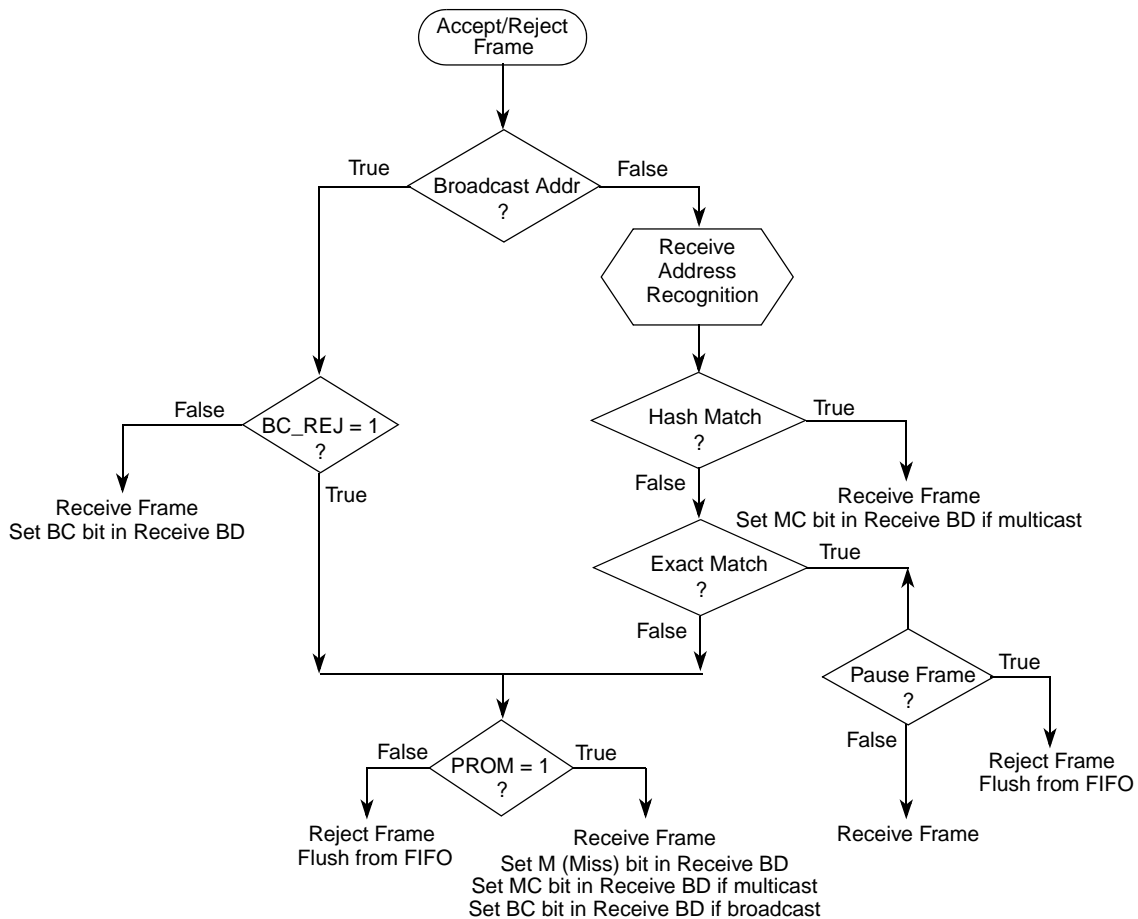 Accept/Reject
Frame
True
False
Broadcast Addr
?
Receive
Address
Recognition
False
BC_REJ = 1
?
True
Hash Match
?
True
False
Receive Frame
Set BC bit in Receive BD
Receive Frame
Set MC bit in Receive BD if multicast
Exact Match
?
True
False
Pause Frame
?
True
False
False
PROM = 1
?
True
Reject Frame
Flush from FIFO
Reject Frame
Flush from FIFO
Receive Frame
Set M (Miss) bit in Receive BD
Set MC bit in Receive BD if multicast
Set BC bit in Receive BD if broadcast
Receive Frame